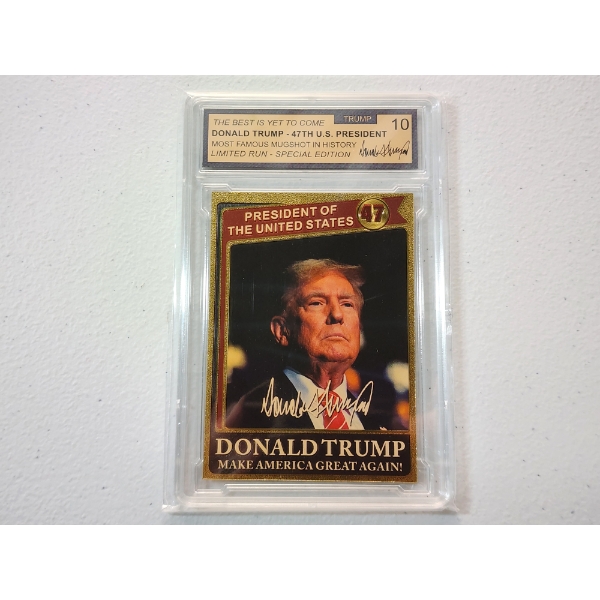 THE BEST IS YET TO COME
TRUMP
DONALD TRUMP - 47TH U.S. PRESIDENT
10
MOST FAMOUS MUGSHOT IN HISTORY
LIMITED RUN - SPECIAL EDITION
PRESIDENT OF
THE UNITED STATES
47
DONALD TRUMP
MAKE AMERICA GREAT AGAIN!